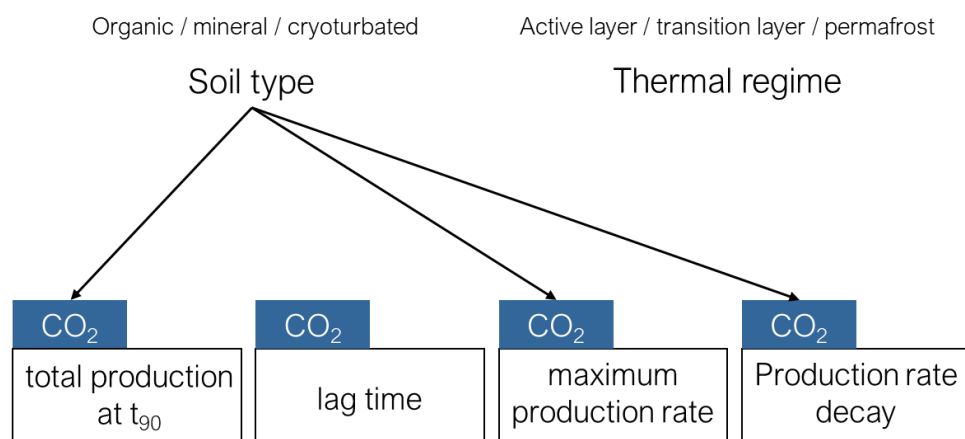 Organic / mineral / cryoturbated
Active layer / transition layer / permafrost
Soil type
Thermal regime
CO₂
CO₂
CO₂
CO₂
total production
at t₉₀
lag time
maximum
production rate
Production rate
decay